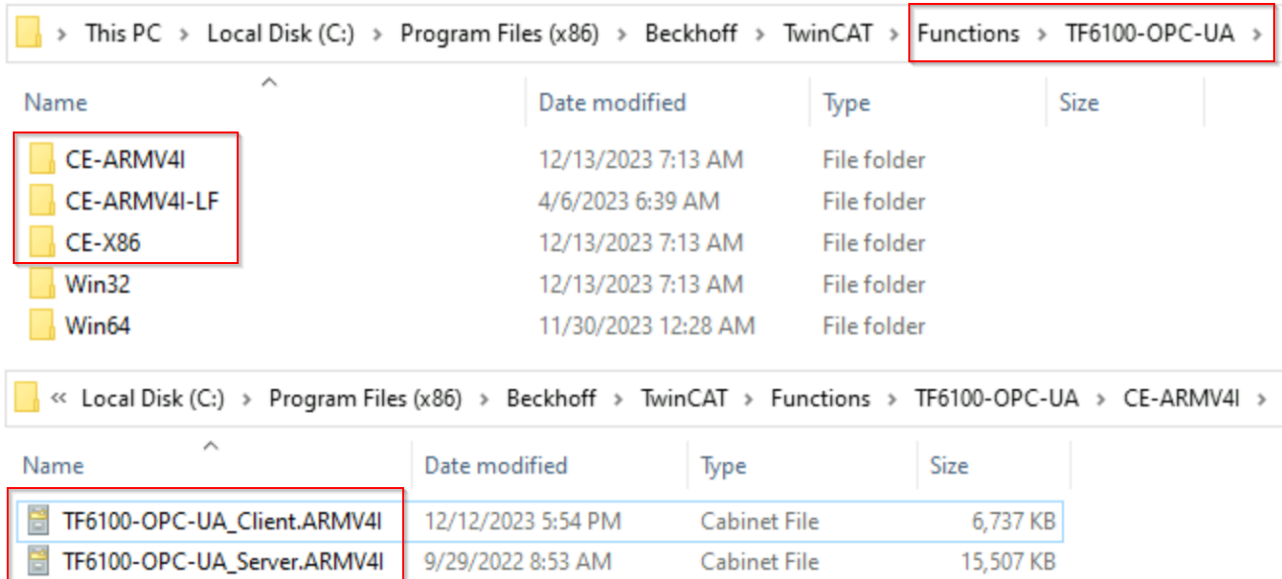 This PC > Local Disk (C:) > Program Files (x86) > Beckhoff > TwinCAT > Functions > TF6100-OPC-UA >
Name Date modified Type Size
CE-ARMV4I 12/13/2023 7:13 AM File folder
CE-ARMV4I-LF 4/6/2023 6:39 AM File folder
CE-X86 12/13/2023 7:13 AM File folder
Win32 12/13/2023 7:13 AM File folder
Win64 11/30/2023 12:28 AM File folder
« Local Disk (C:) > Program Files (x86) > Beckhoff > TwinCAT > Functions > TF6100-OPC-UA > CE-ARMV4I >
Name Date modified Type Size
TF6100-OPC-UA_Client.ARMV4I 12/12/2023 5:54 PM Cabinet File 6,737 KB
TF6100-OPC-UA_Server.ARMV4I 9/29/2022 8:53 AM Cabinet File 15,507 KB